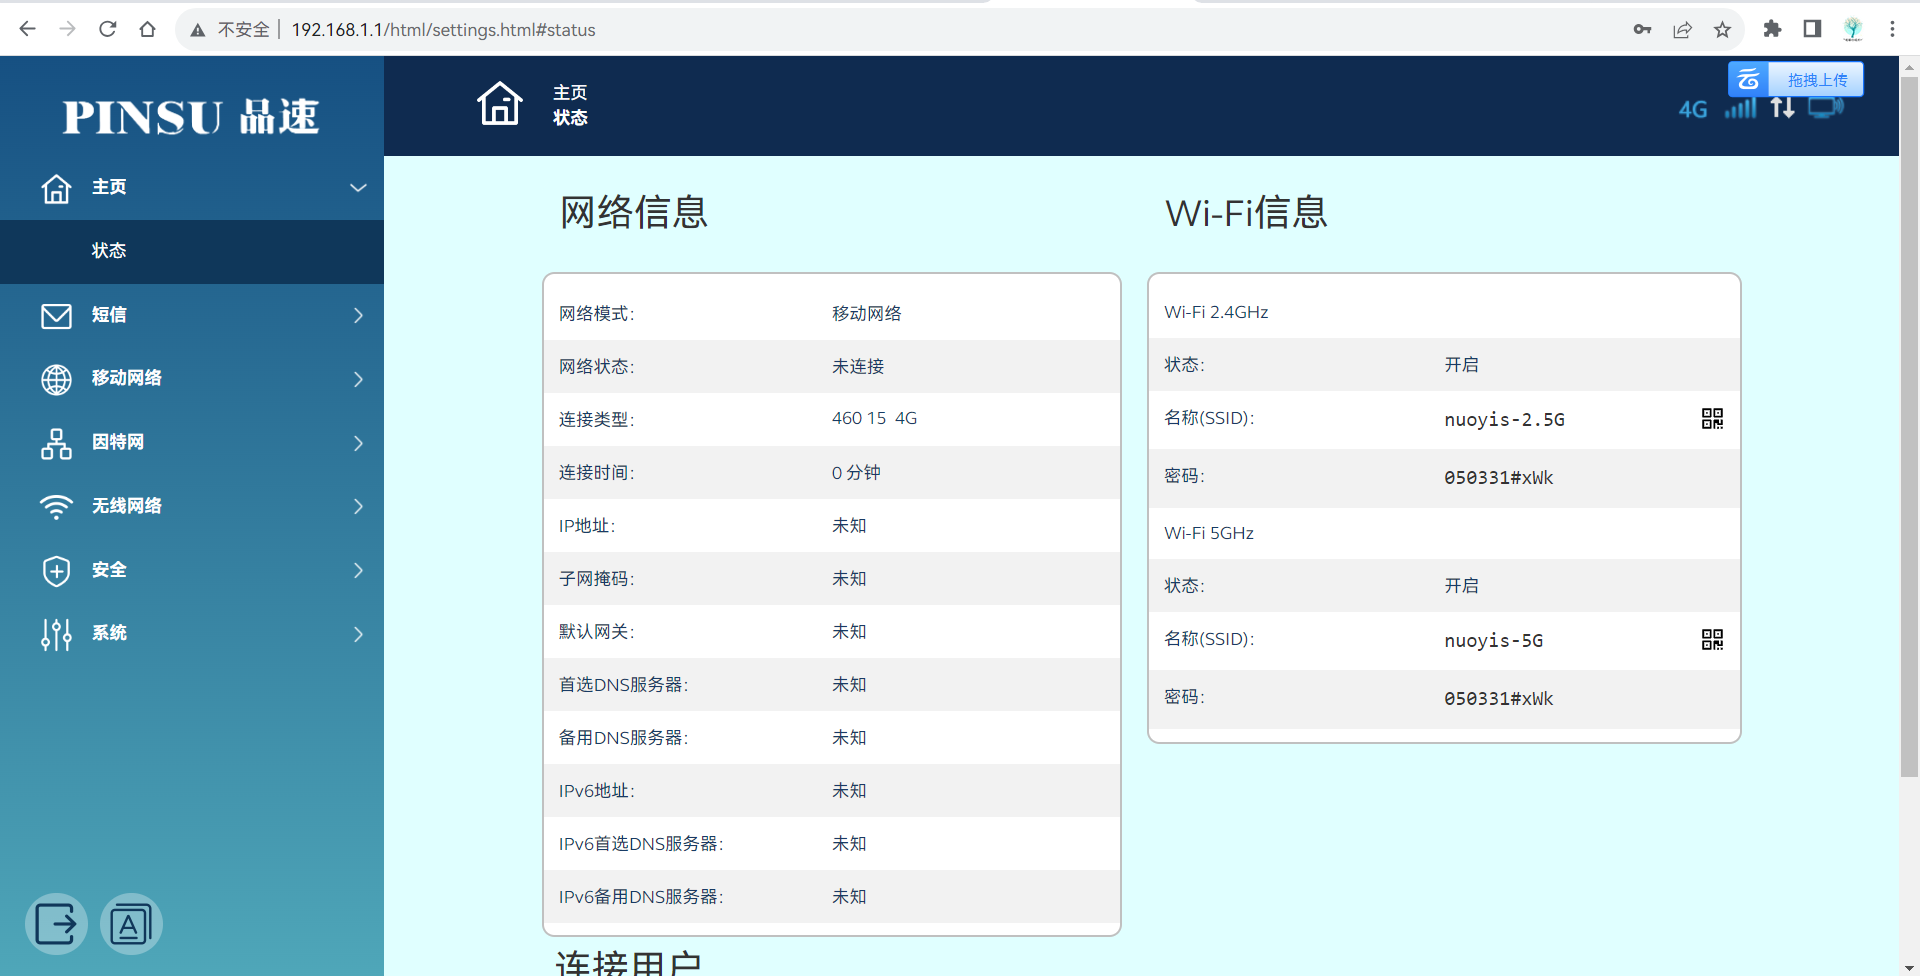 不安全 | 192.168.1.1/html/settings.html#status
PINSU 品速
主页
状态
短信
移动网络
因特网
无线网络
安全
系统
A
主页
状态
拖拽上传
4G
网络信息
网络模式: 移动网络
网络状态: 未连接
连接类型: 460 15 4G
连接时间: 0 分钟
IP地址: 未知
子网掩码: 未知
默认网关: 未知
首选DNS服务器: 未知
备用DNS服务器: 未知
IPv6地址: 未知
IPv6首选DNS服务器: 未知
IPv6备用DNS服务器: 未知
Wi-Fi信息
Wi-Fi 2.4GHz
状态: 开启
名称(SSID): nuoyis-2.5G
密码: 050331#xWk
Wi-Fi 5GHz
状态: 开启
名称(SSID): nuoyis-5G
密码: 050331#xWk
连接用户